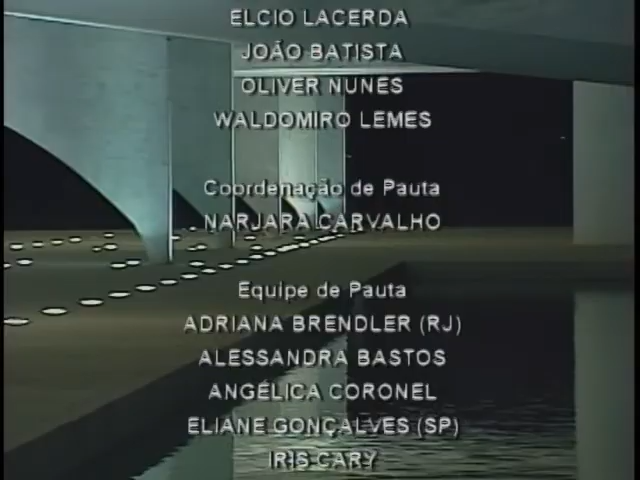 ELCIO LACERDA
JOÃO BATISTA
OLIVER NUNES
WALDOMIRO LEMES
Coordenação de Pauta
NARJARA CARVALHO
Equipe de Pauta
ADRIANA BRENDLER (RJ)
ALESSANDRA BASTOS
ANGÉLICA CORONEL
ELIANE GONÇALVES (SP)
IRIS CARY